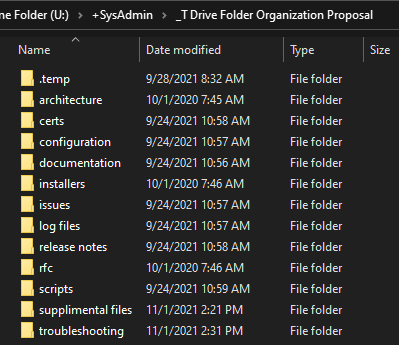 ne Folder (U:) > +SysAdmin > _T Drive Folder Organization Proposal
Name Date modified Type Size
.temp 9/28/2021 8:32 AM File folder
architecture 10/1/2020 7:45 AM File folder
certs 9/24/2021 10:58 AM File folder
configuration 9/24/2021 10:57 AM File folder
documentation 9/24/2021 10:56 AM File folder
installers 10/1/2020 7:46 AM File folder
issues 9/24/2021 10:57 AM File folder
log files 9/24/2021 10:57 AM File folder
release notes 9/24/2021 10:58 AM File folder
rfc 10/1/2020 7:46 AM File folder
scripts 9/24/2021 10:59 AM File folder
supplimental files 11/1/2021 2:21 PM File folder
troubleshooting 11/1/2021 2:31 PM File folder